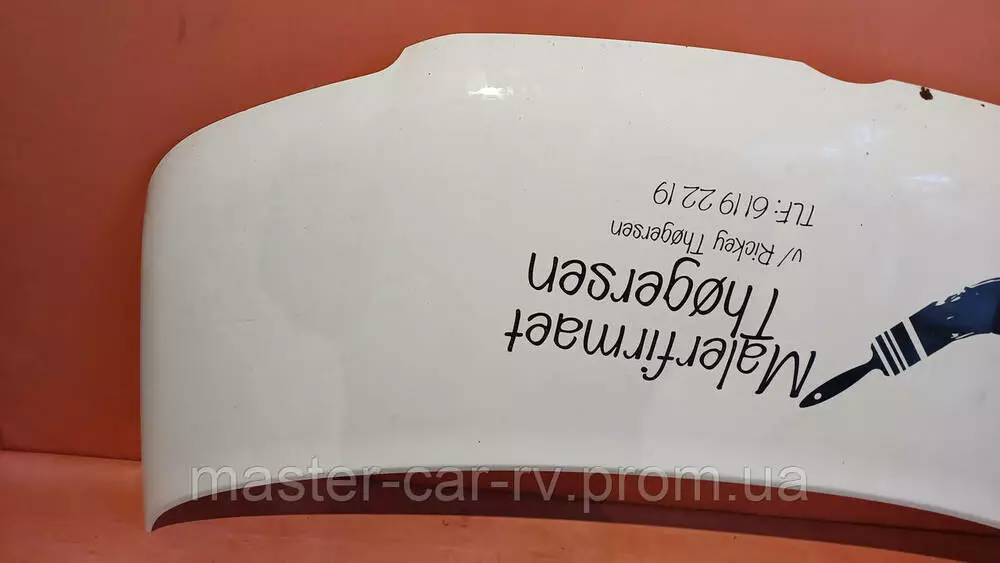 Malerfirmaet
Thøgersen
v/ Rickey Thøgersen
TLF: 61 19 22 19
master-car-rv.prom.ua